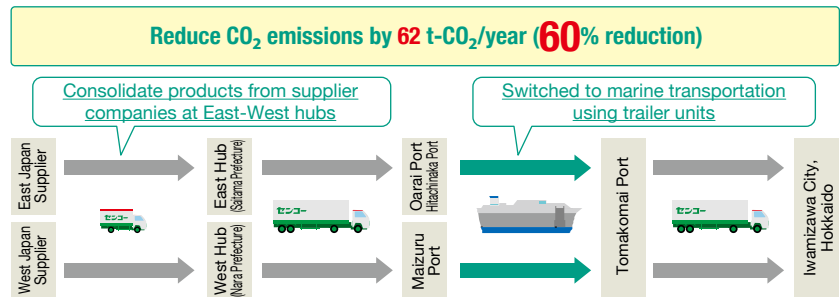 Reduce CO₂ emissions by 62 t-CO₂/year (60% reduction)
Consolidate products from supplier
companies at East-West hubs
Switched to marine transportation
using trailer units
East Japan
Supplier
East Hub
(Saitama Prefecture)
Oarai Port
Hitachinaka Port
Tomakomai Port
Iwamizawa City,
Hokkaido
センコー
センコー
センコー
West Japan
Supplier
West Hub
(Nara Prefecture)
Maizuru
Port